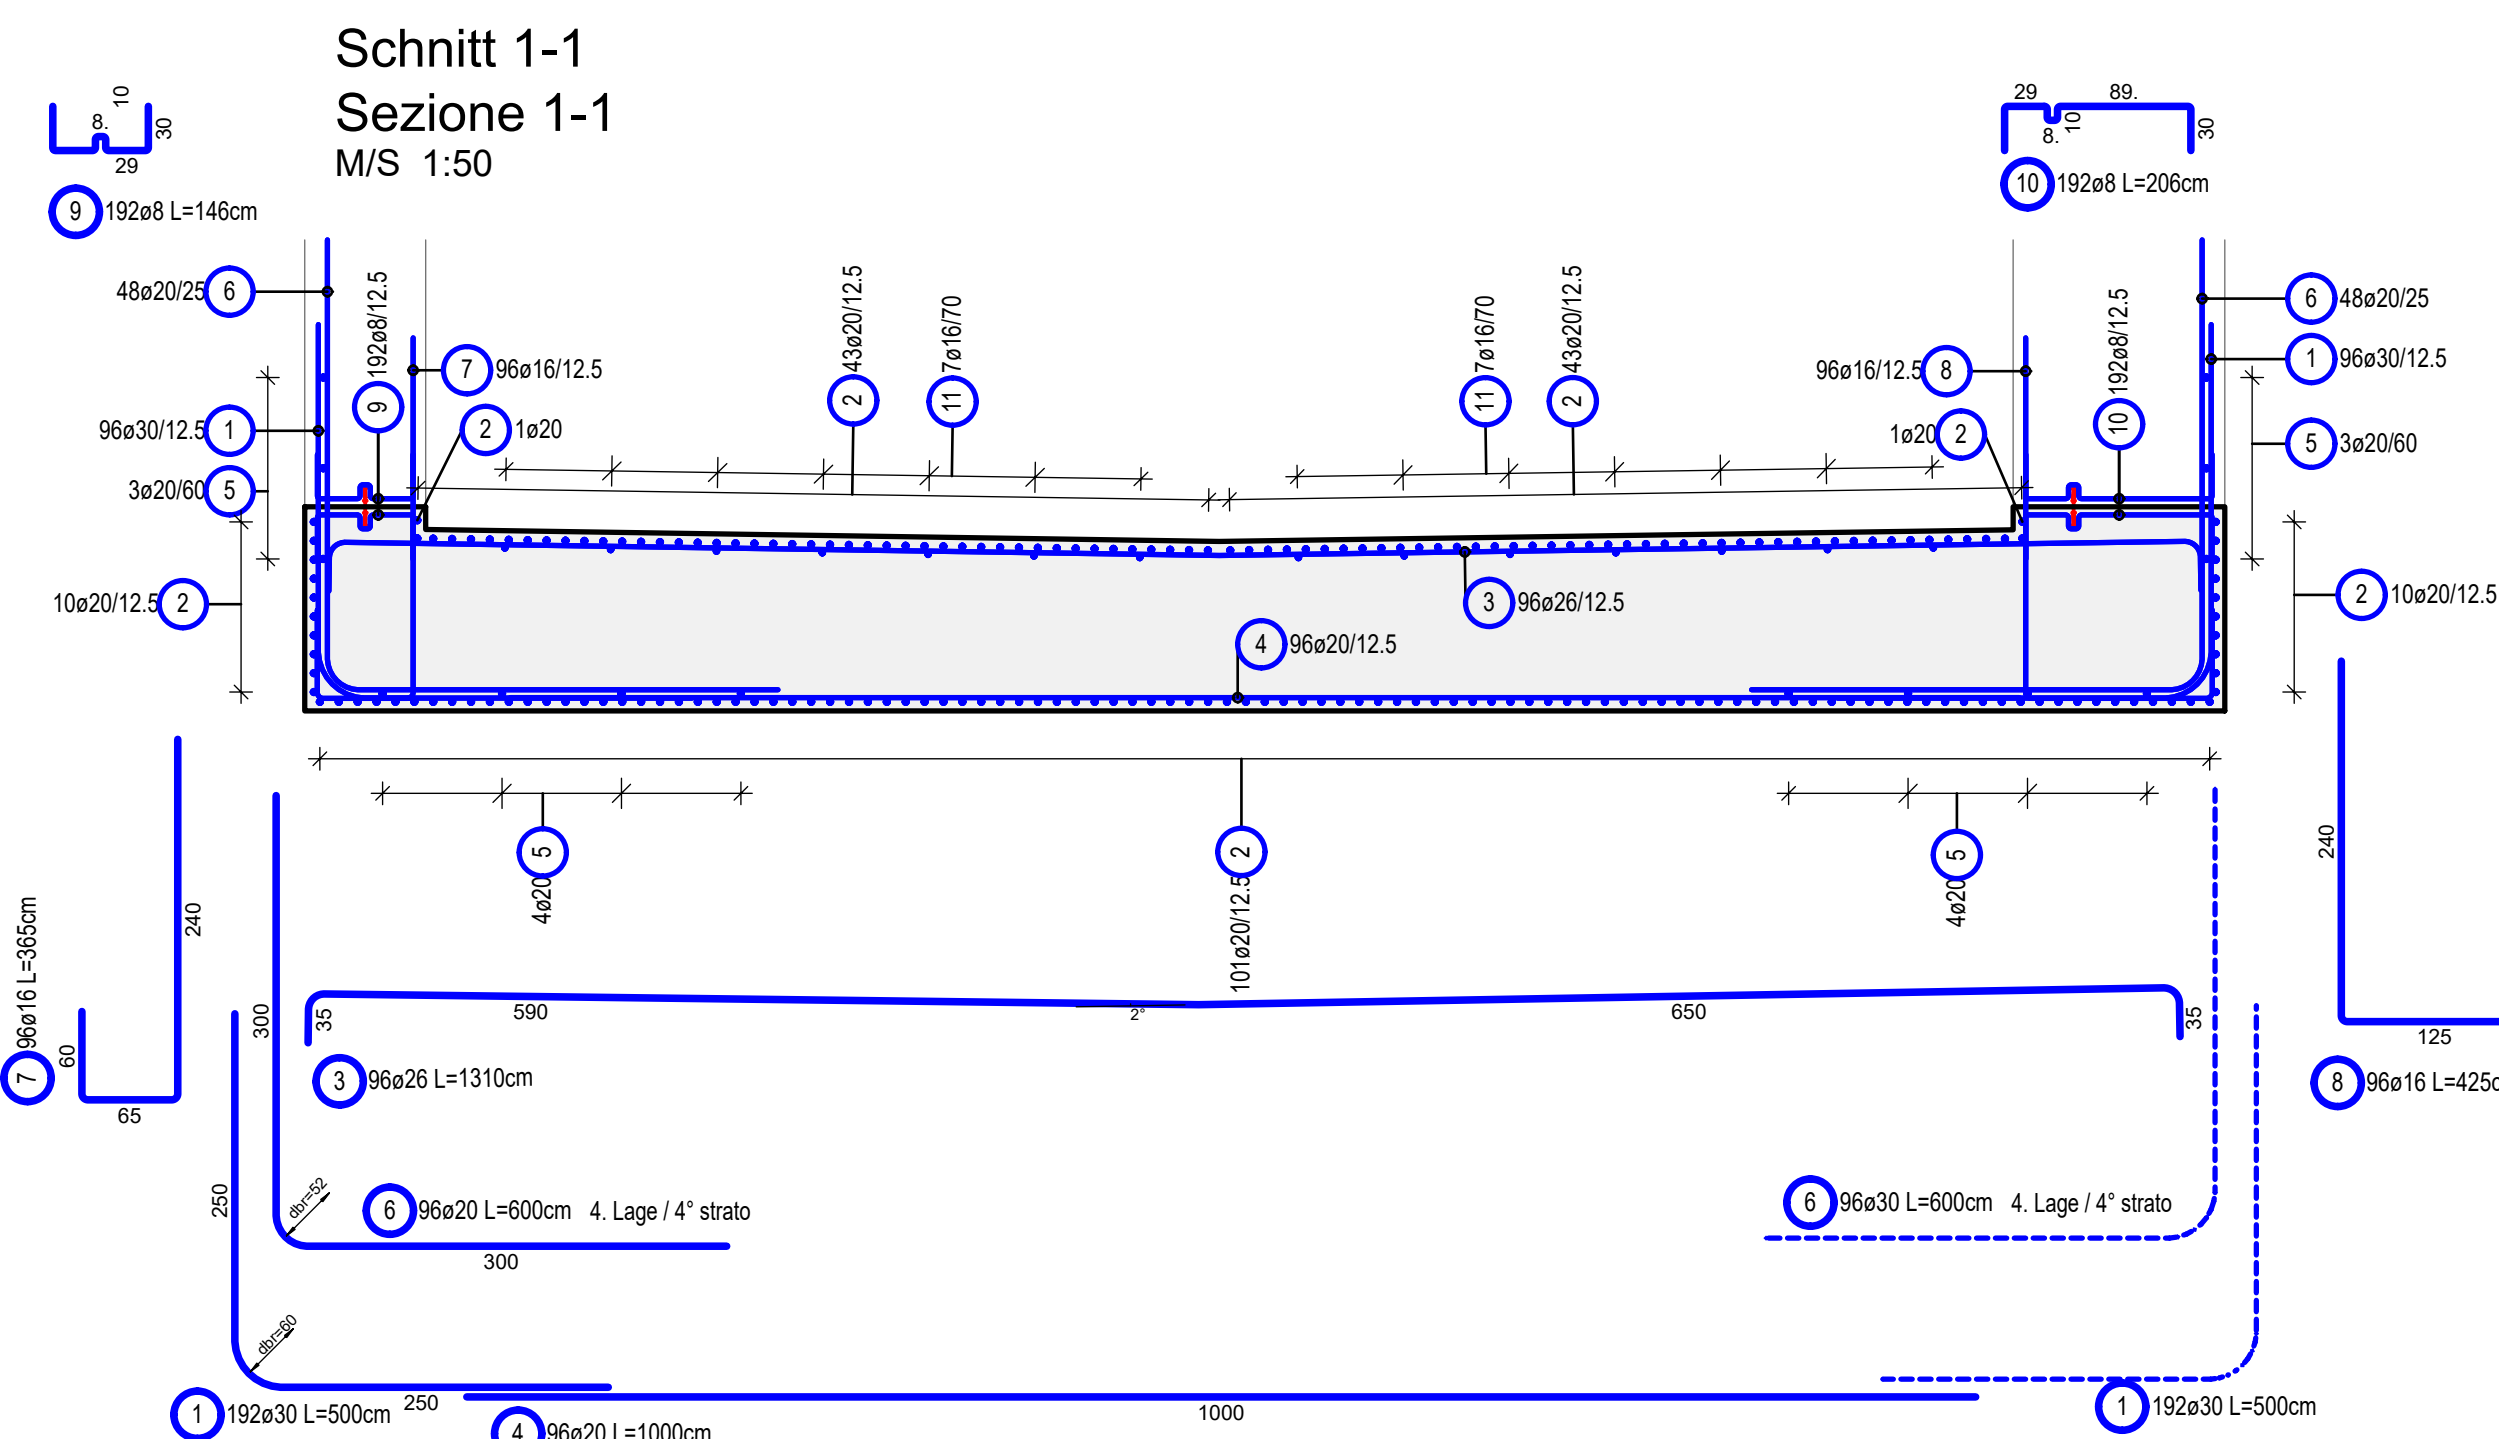 Schnitt 1-1
Sezione 1-1
M/S 1:50
10
8.
30
29
9 192ø8 L=146cm
29
89.
8.
10
30
10 192ø8 L=206cm
48ø20/25 6
192ø8/12.5
9
7 96ø16/12.5
96ø30/12.5 1
2 1ø20
3ø20/60 5
10ø20/12.5 2
43ø20/12.5
2
7ø16/70
11
7ø16/70
11
43ø20/12.5
2
96ø16/12.5 8
1ø20 2
192ø8/12.5
10
6 48ø20/25
1 96ø30/12.5
5 3ø20/60
2 10ø20/12.5
3 96ø26/12.5
4 96ø20/12.5
5
4ø20
2
101ø20/12.5
5
4ø20
7 96ø16 L=365cm
240
60
65
300
35
590
2°
650
35
3 96ø26 L=1310cm
240
125
8 96ø16 L=425c
250
dbr=52
6 96ø20 L=600cm 4. Lage / 4° strato
300
6 96ø30 L=600cm 4. Lage / 4° strato
dbr=60
250
1 192ø30 L=500cm
4 96ø20 L=1000cm
1000
1 192ø30 L=500cm